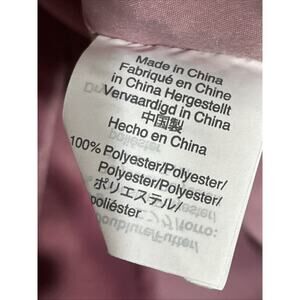 Made in China
Fabriqué en Chine
in China Hergestellt
Vervaardigd in China
中国製
Hecho en China
100% Polyester/Polyester/
Polyester/Polyester/
ポリエステル/
poliéster